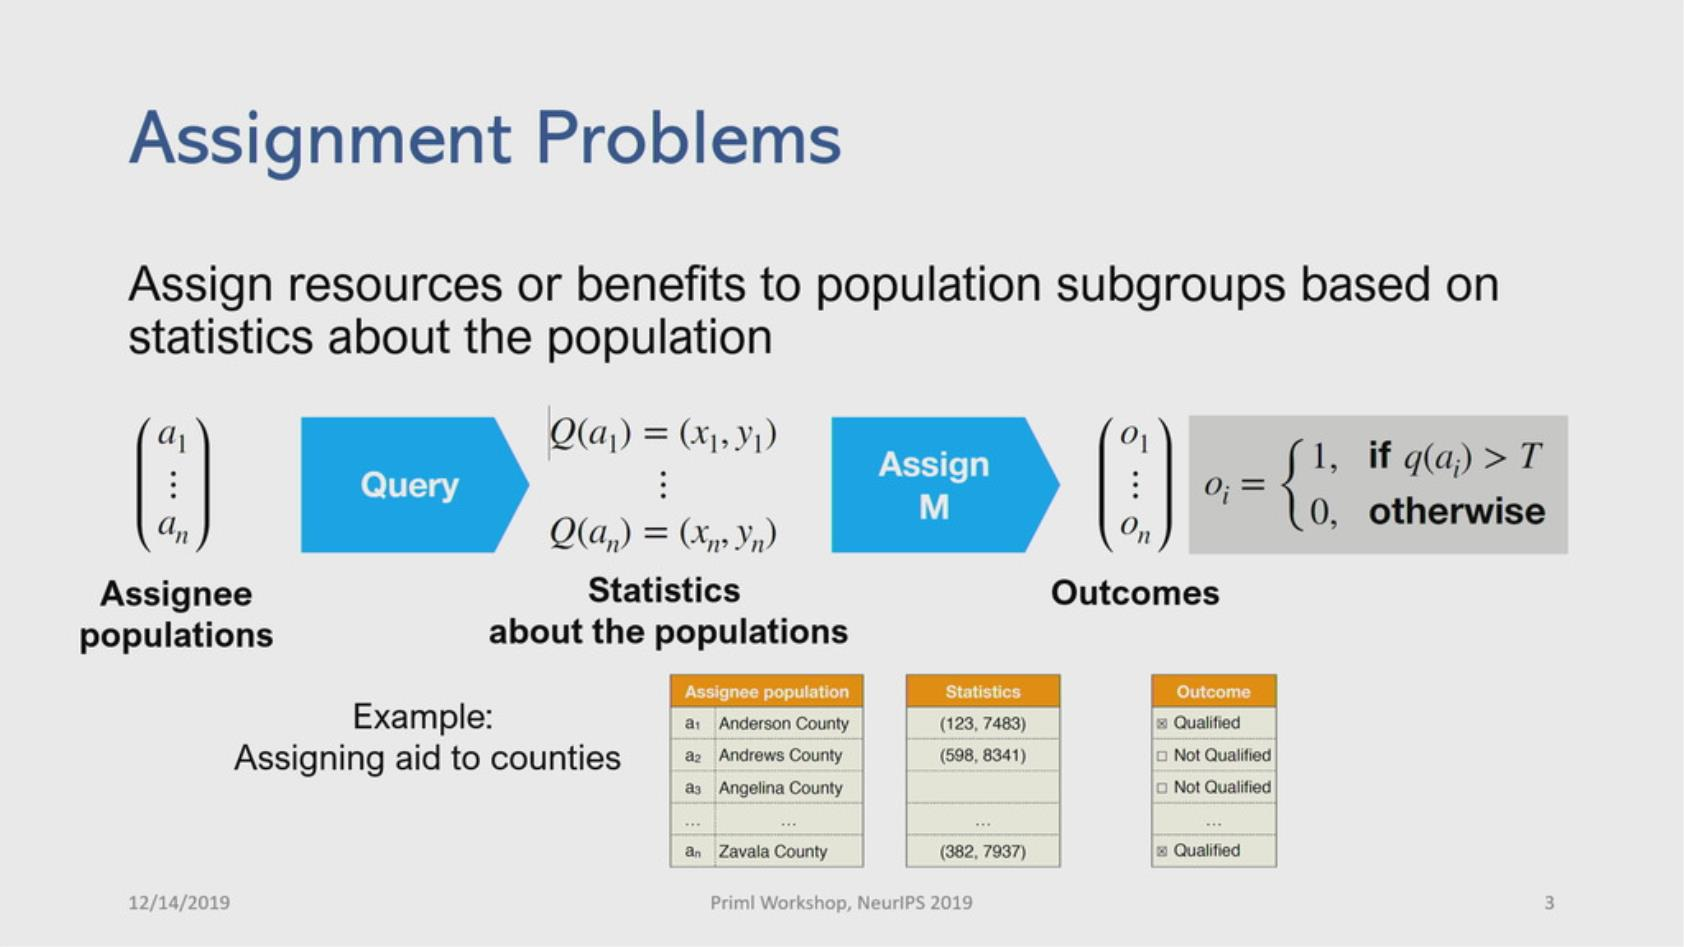 Assignment Problems
Assign resources or benefits to population subgroups based on
statistics about the population
a1
⋮
an
Query
Q(a1) = (x1, y1)
⋮
Q(an) = (xn, yn)
Assign
M
o1
⋮
on
oi = { 1, if q(ai) > T
0, otherwise
Assignee
populations
Statistics
about the populations
Outcomes
Example:
Assigning aid to counties
Assignee population Statistics Outcome
a1 Anderson County (123, 7483) ☒ Qualified
a2 Andrews County (598, 8341) ☐ Not Qualified
a3 Angelina County ☐ Not Qualified
... ... ... ...
an Zavala County (382, 7937) ☒ Qualified
12/14/2019 Priml Workshop, NeurIPS 2019 3